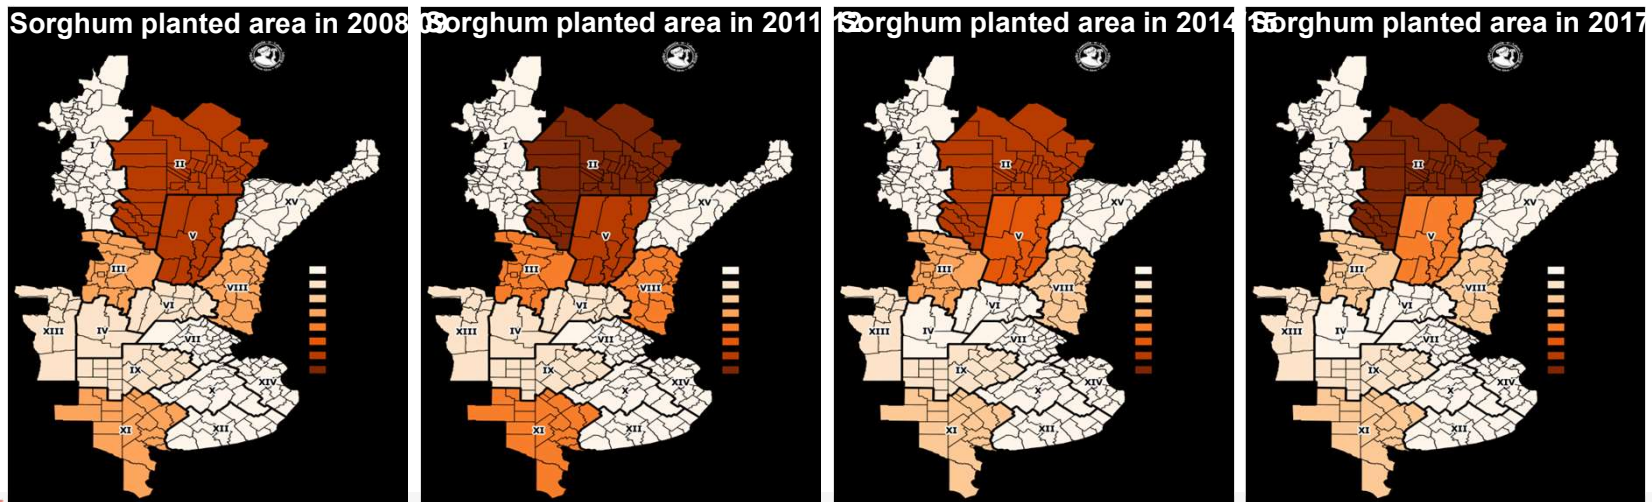 Sorghum planted area in 2008/09
Sorghum planted area in 2011/12
Sorghum planted area in 2014/15
Sorghum planted area in 2017
I
II
XV
V
III
VIII
VI
XIII
IV
VII
IX
XIV
X
XI
XII
I
II
XV
V
III
VIII
VI
XIII
IV
VII
IX
XIV
X
XI
XII
I
II
XV
V
III
VIII
VI
XIII
IV
VII
IX
XIV
X
XI
XII
I
II
XV
V
III
VIII
VI
XIII
IV
VII
IX
XIV
X
XI
XII